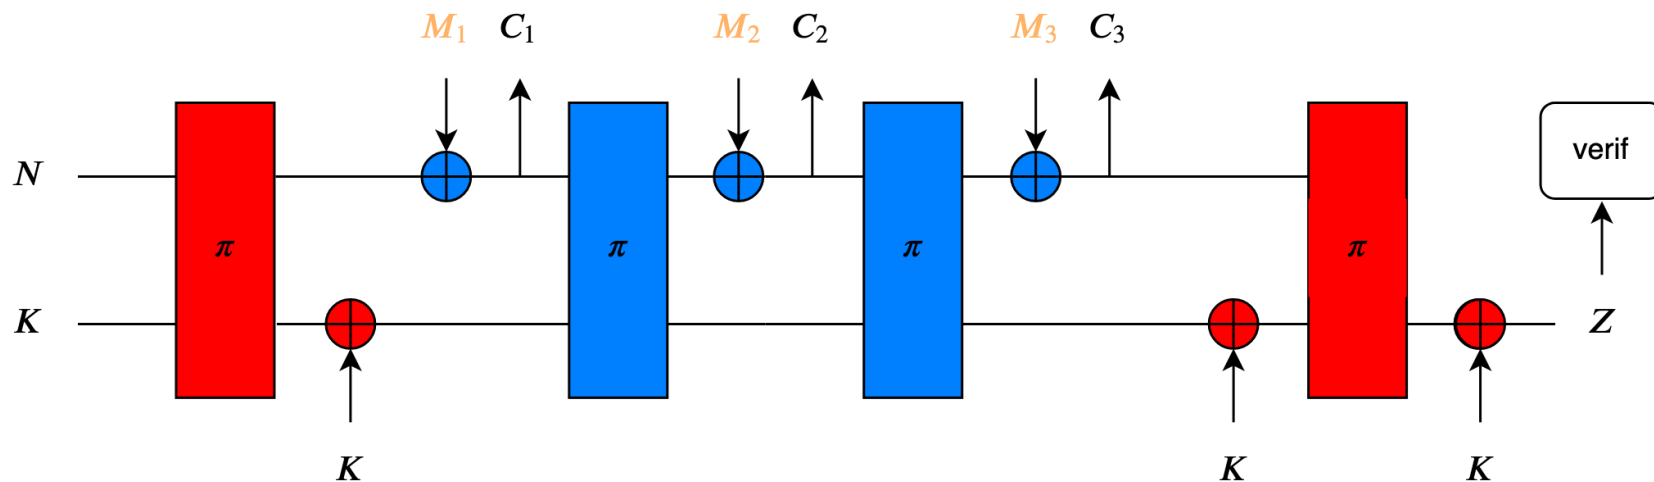 M₁ C₁ M₂ C₂ M₃ C₃
N verif
π π π π
K Z
K K K